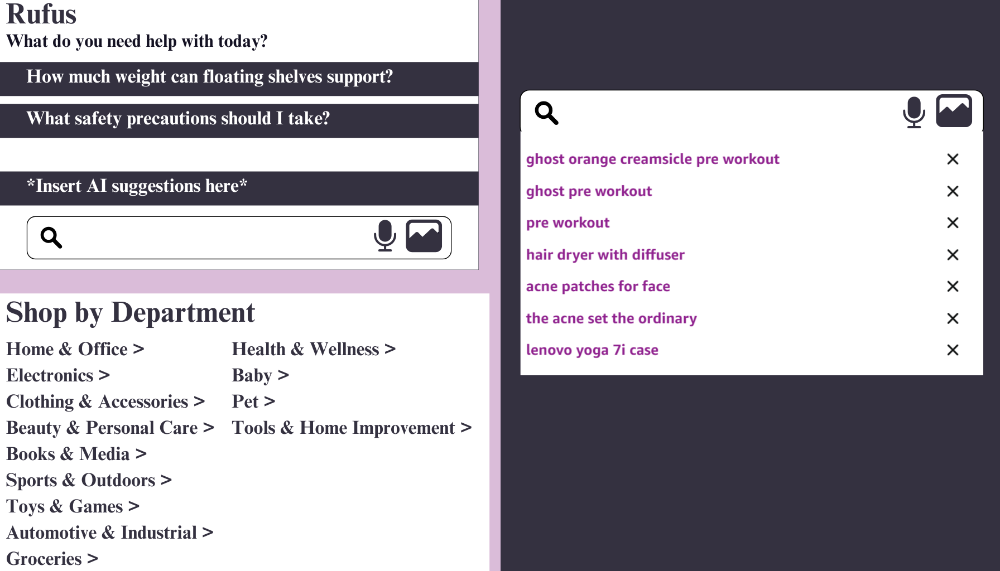 Rufus
What do you need help with today?
How much weight can floating shelves support?
What safety precautions should I take?
*Insert AI suggestions here*
Shop by Department
Home & Office >
Electronics >
Clothing & Accessories >
Beauty & Personal Care >
Books & Media >
Sports & Outdoors >
Toys & Games >
Automotive & Industrial >
Groceries >
Health & Wellness >
Baby >
Pet >
Tools & Home Improvement >
ghost orange creamsicle pre workout
ghost pre workout
pre workout
hair dryer with diffuser
acne patches for face
the acne set the ordinary
lenovo yoga 7i case